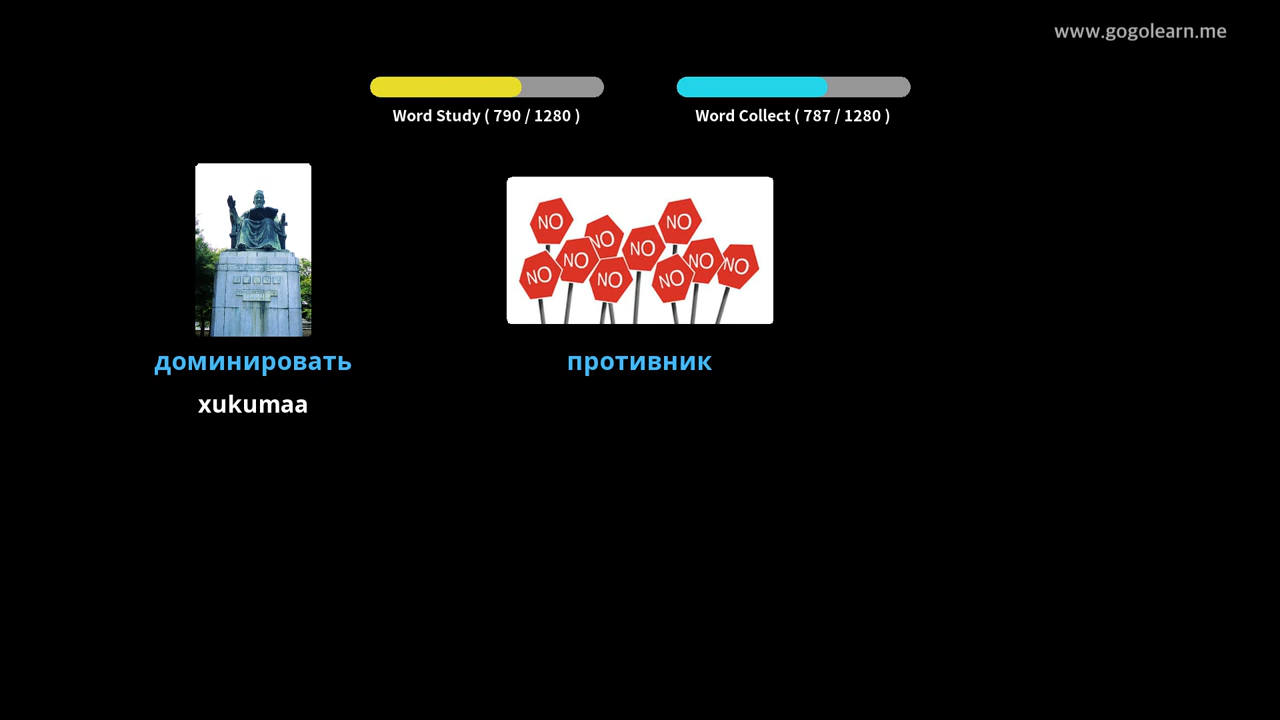 www.gogolearn.me
Word Study ( 790 / 1280 )
Word Collect ( 787 / 1280 )
NO
NO
NO
NO
NO
NO
NO
NO
NO
NO
доминировать
противник
xukumaa